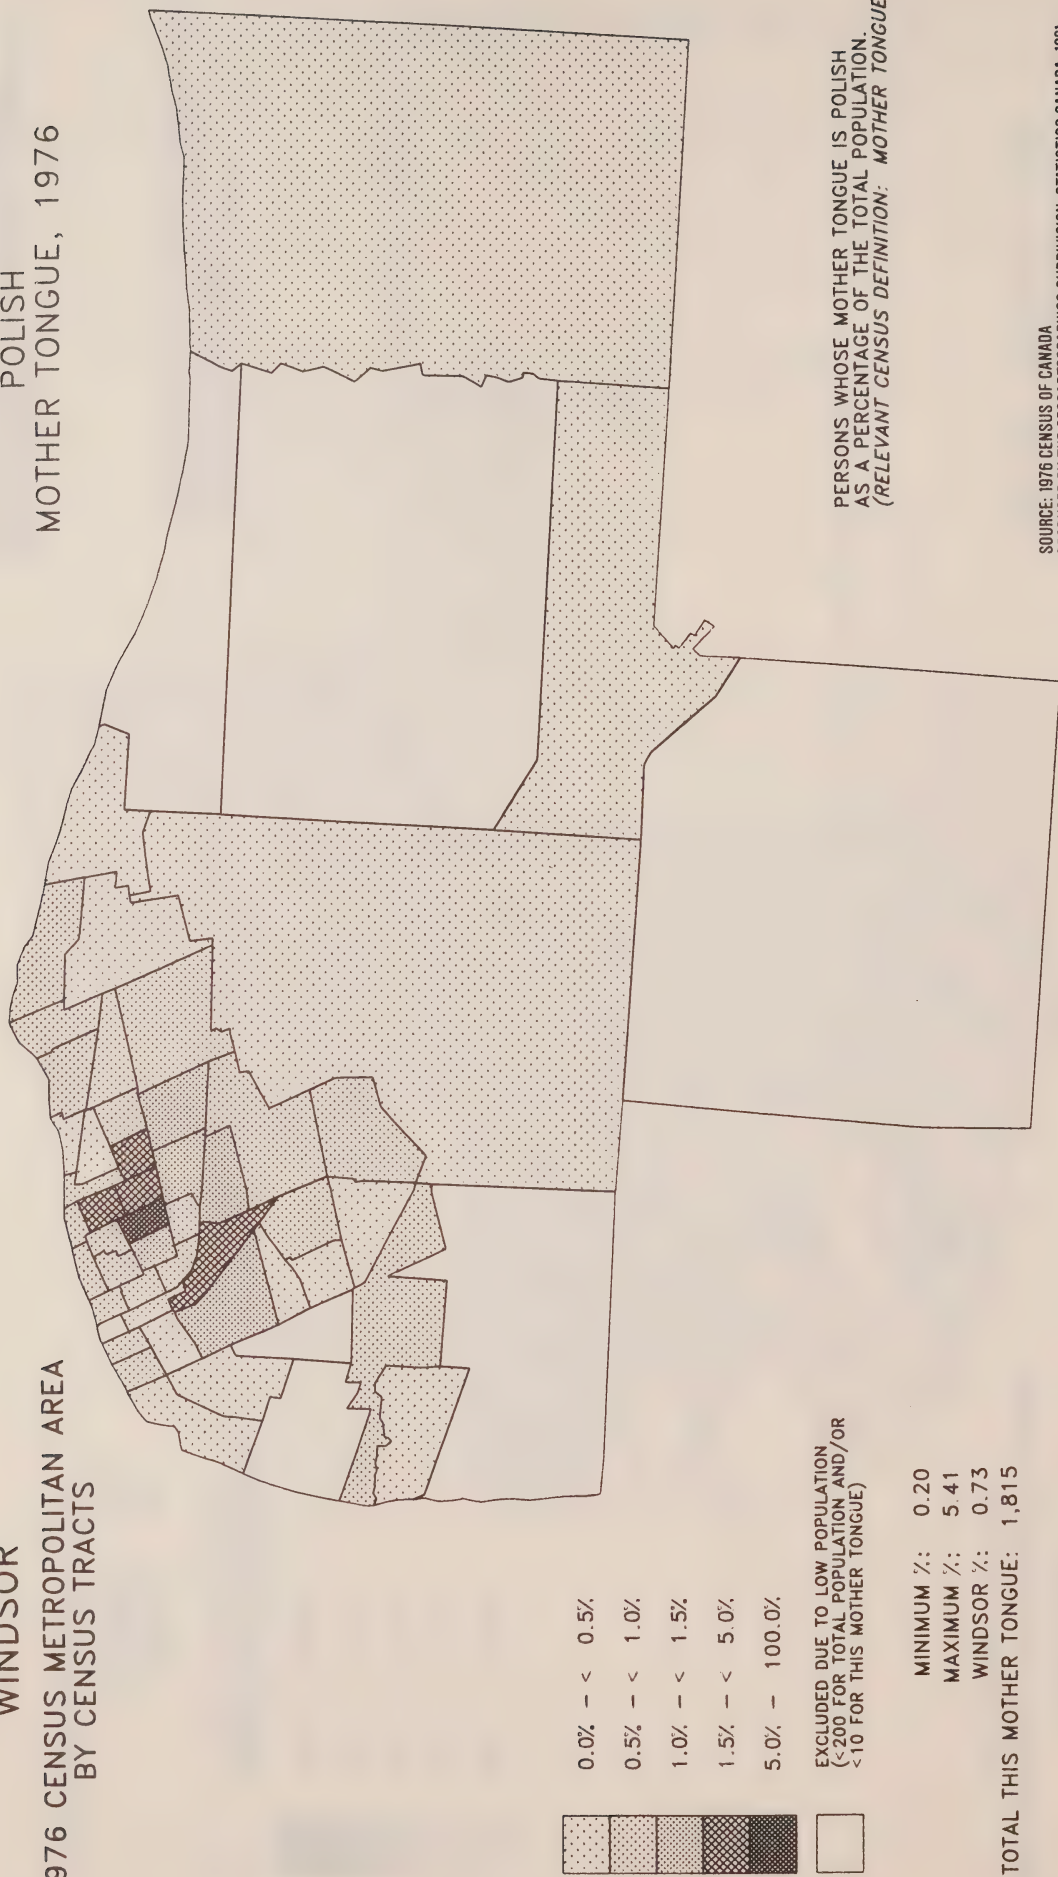 WINDSOR
976 CENSUS METROPOLITAN AREA
BY CENSUS TRACTS
POLISH
MOTHER TONGUE, 1976
0.0% - < 0.5%
0.5% - < 1.0%
1.0% - < 1.5%
1.5% - < 5.0%
5.0% - 100.0%
EXCLUDED DUE TO LOW POPULATION
(<200 FOR TOTAL POPULATION AND/OR
<10 FOR THIS MOTHER TONGUE)
MINIMUM %: 0.20
MAXIMUM %: 5.41
WINDSOR %: 0.73
TOTAL THIS MOTHER TONGUE: 1,815
PERSONS WHOSE MOTHER TONGUE IS POLISH
AS A PERCENTAGE OF THE TOTAL POPULATION.
(RELEVANT CENSUS DEFINITION: MOTHER TONGUE
SOURCE: 1976 CENSUS OF CANADA